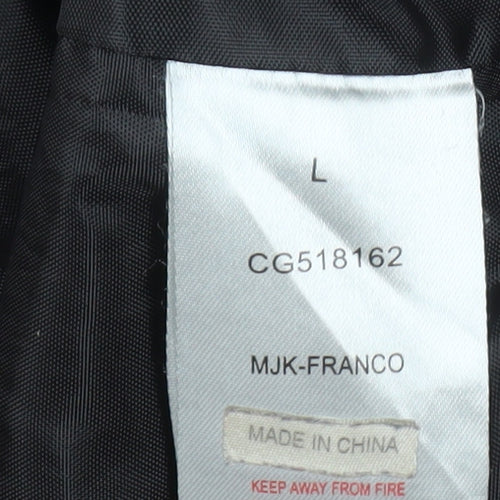 L
CG518162
MJK-FRANCO
MADE IN CHINA
KEEP AWAY FROM FIRE